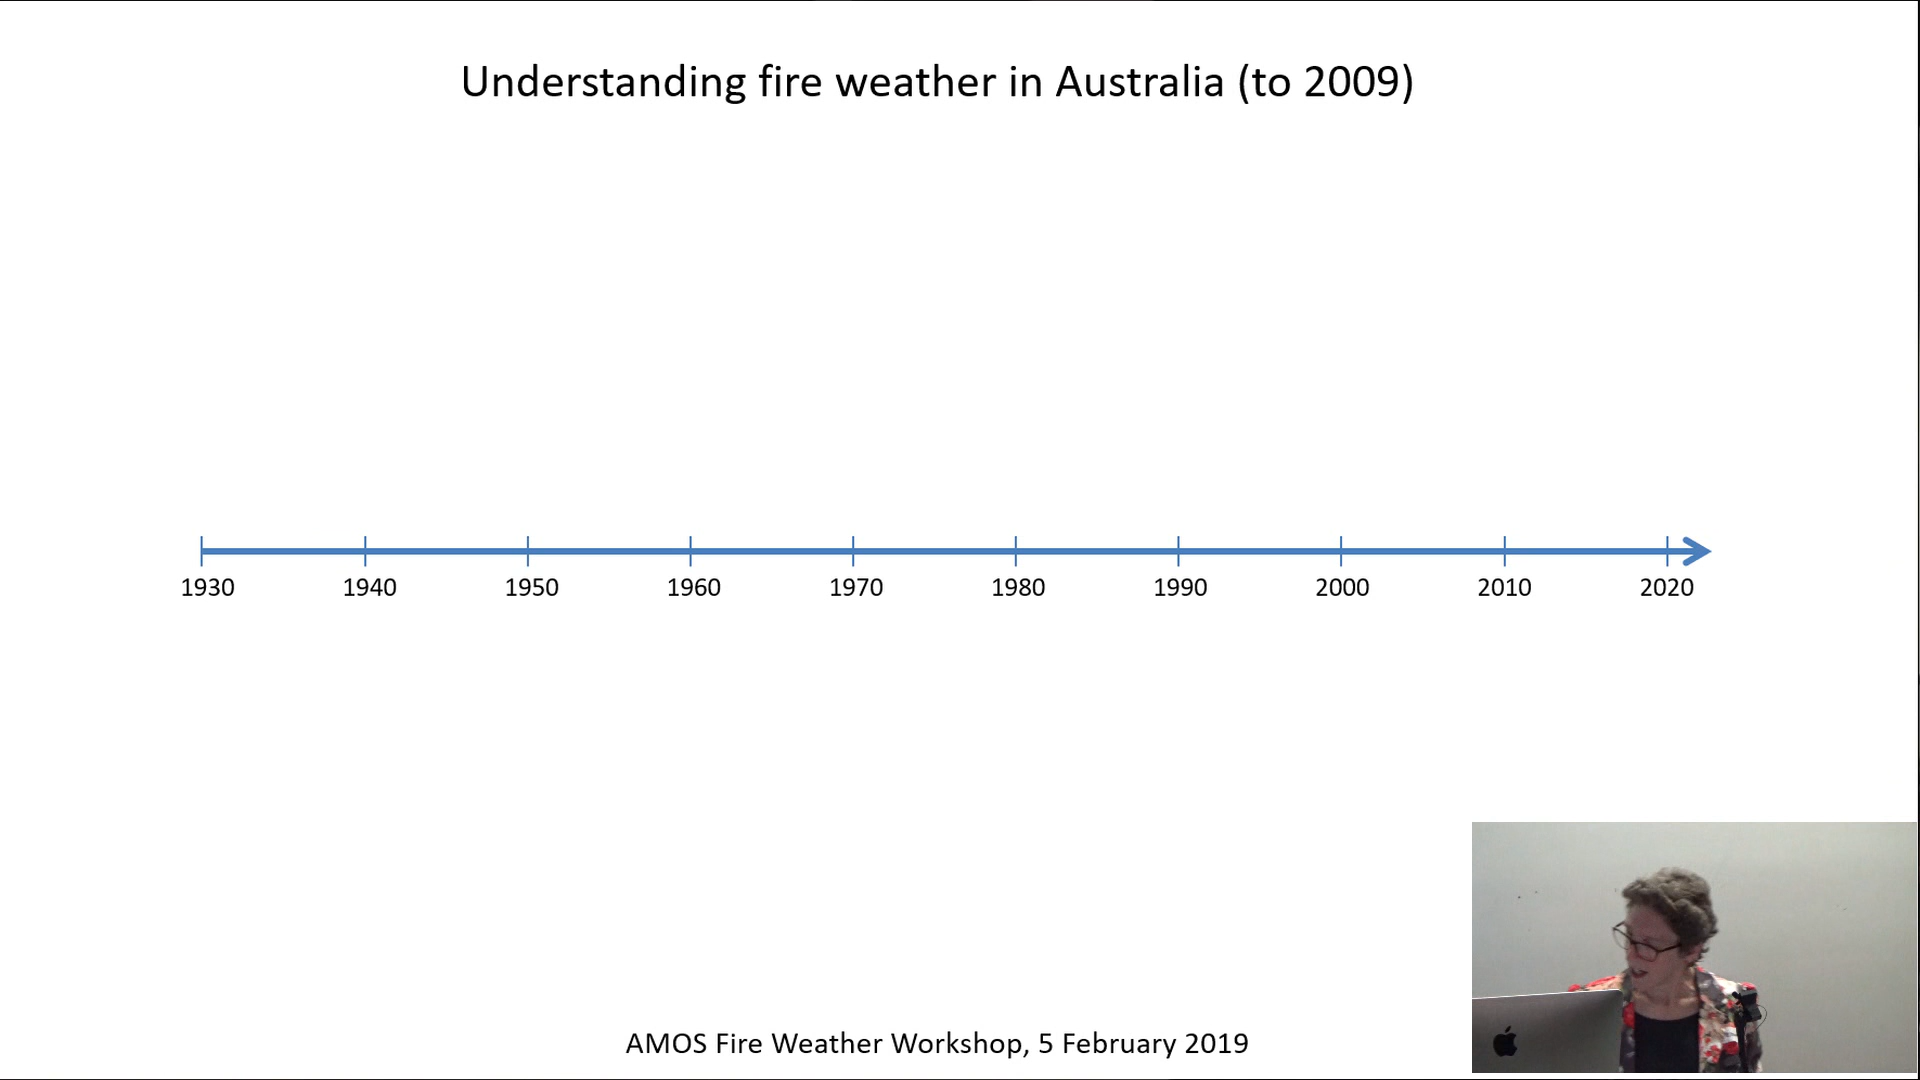 Understanding fire weather in Australia (to 2009)
1930 1940 1950 1960 1970 1980 1990 2000 2010 2020
AMOS Fire Weather Workshop, 5 February 2019